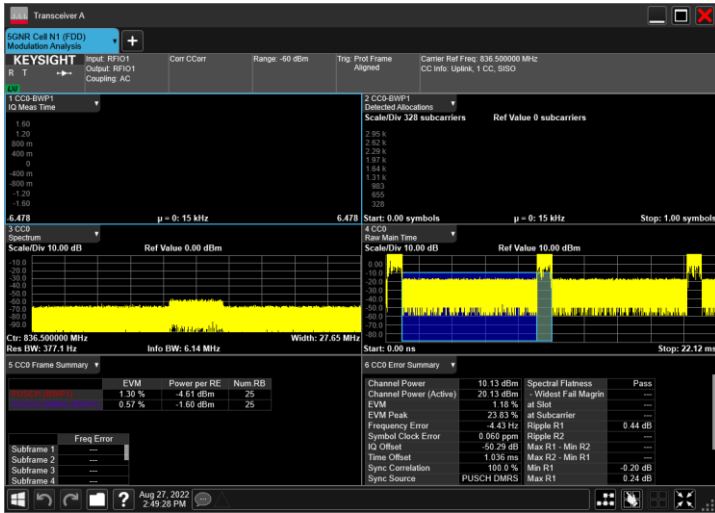 Transceiver A
5GNR Cell N1 (FDD)
Modulation Analysis
KEYSIGHT
R T
LXI
Input: RFIO1
Output: RFIO1
Coupling: AC
Corr CCorr
Range: -60 dBm
Trig: Prot Frame
Aligned
Carrier Ref Freq: 836.500000 MHz
CC Info: Uplink, 1 CC, SISO
1 CC0-BWP1
IQ Meas Time
1.60
1.20
800 m
400 m
0
-400 m
-800 m
-1.20
-1.60
-6.478 µ = 0: 15 kHz 6.478
2 CC0-BWP1
Detected Allocations
Scale/Div 328 subcarriers Ref Value 0 subcarriers
2.95 k
2.62 k
2.29 k
1.97 k
1.64 k
1.31 k
983
655
328
Start: 0.00 symbols µ = 0: 15 kHz Stop: 1.00 symbols
3 CC0
Spectrum
Scale/Div 10.00 dB Ref Value 0.00 dBm
-10.0
-20.0
-30.0
-40.0
-50.0
-60.0
-70.0
-80.0
-90.0
Ctr: 836.500000 MHz Width: 27.65 MHz
Res BW: 377.1 Hz Info BW: 6.14 MHz
4 CC0
Raw Main Time
Scale/Div 10.00 dB Ref Value 10.00 dBm
0.00
-10.0
-20.0
-30.0
-40.0
-50.0
-60.0
-70.0
-80.0
Start: 0.00 ns Stop: 22.12 ms
5 CC0 Frame Summary
EVM Power per RE Num.RB
1.30 % -4.61 dBm 25
0.57 % -1.60 dBm 25
Freq Error
Subframe 1 ---
Subframe 2 ---
Subframe 3 ---
Subframe 4 ---
6 CC0 Error Summary
Channel Power 10.13 dBm Spectral Flatness Pass
Channel Power (Active) 20.13 dBm - Widest Fail Magrin ---
EVM 1.18 % at Slot ---
EVM Peak 23.83 % at Subcarrier ---
Frequency Error -4.43 Hz Ripple R1 0.44 dB
Symbol Clock Error 0.060 ppm Ripple R2 ---
IQ Offset -50.29 dB Max R1 - Min R2 ---
Time Offset 1.036 ms Max R2 - Min R1 ---
Sync Correlation 100.0 % Min R1 -0.20 dB
Sync Source PUSCH DMRS Max R1 0.24 dB
Aug 27, 2022
2:49:28 PM